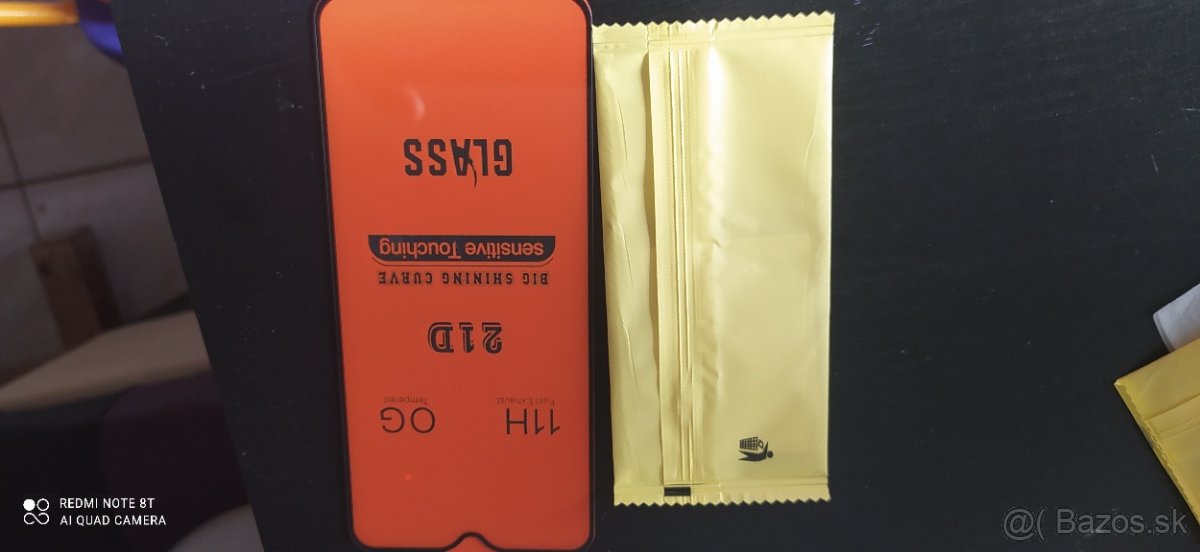 11H OG
Fast Exhaust Tempered
21D
BIG SHINING CURVE
sensitive Touching
GLASS
REDMI NOTE 8T
AI QUAD CAMERA
@( Bazos.sk